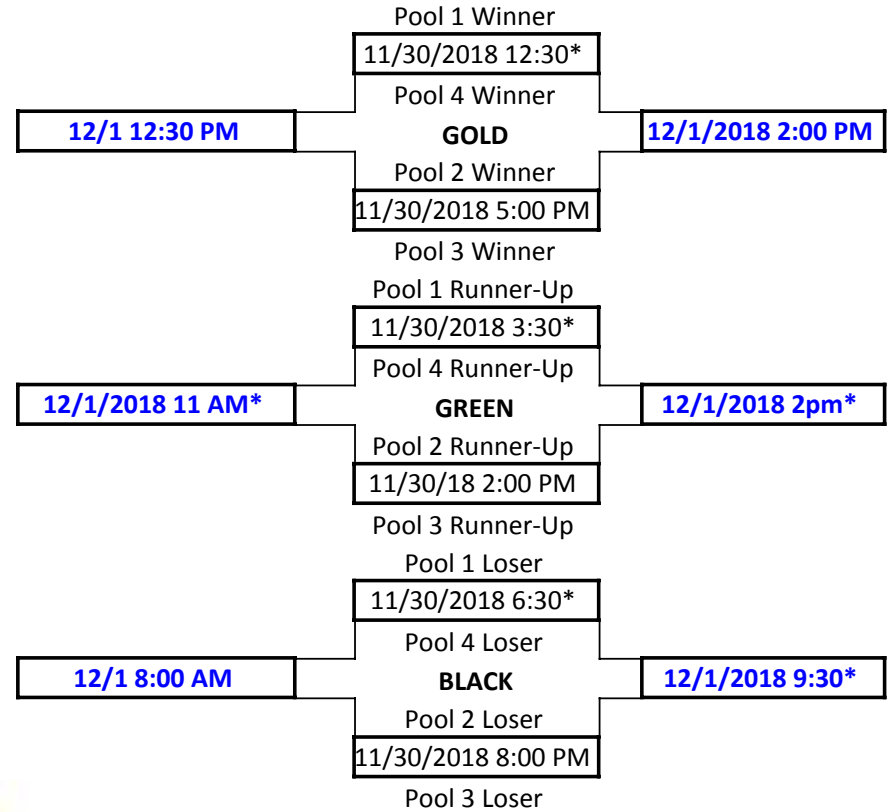 Pool 1 Winner
11/30/2018 12:30*
Pool 4 Winner
12/1 12:30 PM
GOLD
12/1/2018 2:00 PM
Pool 2 Winner
11/30/2018 5:00 PM
Pool 3 Winner
Pool 1 Runner-Up
11/30/2018 3:30*
Pool 4 Runner-Up
12/1/2018 11 AM*
GREEN
12/1/2018 2pm*
Pool 2 Runner-Up
11/30/18 2:00 PM
Pool 3 Runner-Up
Pool 1 Loser
11/30/2018 6:30*
Pool 4 Loser
12/1 8:00 AM
BLACK
12/1/2018 9:30*
Pool 2 Loser
11/30/2018 8:00 PM
Pool 3 Loser